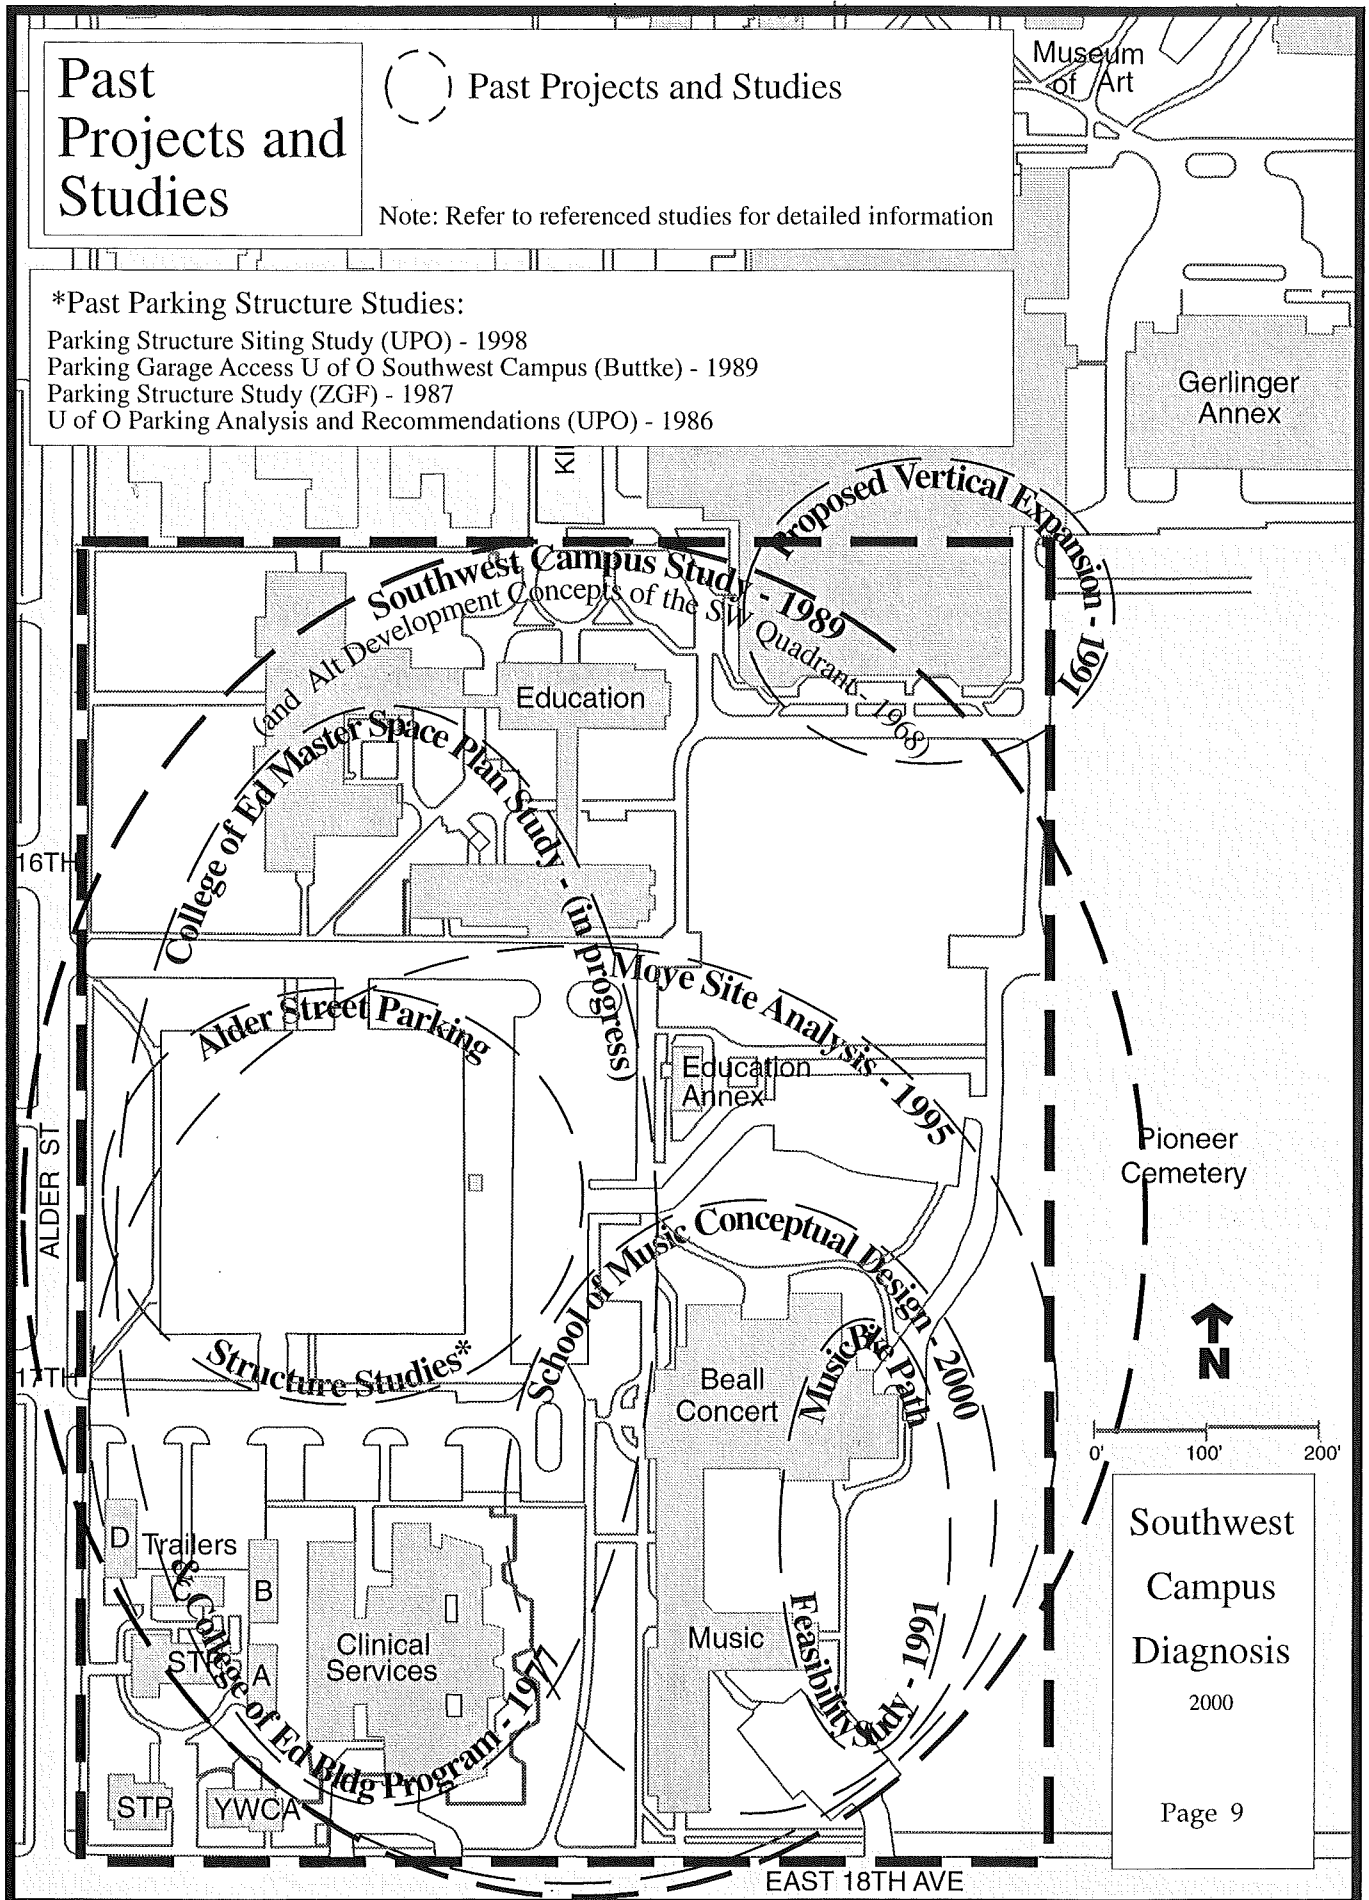 Past
Projects and
Studies
Past Projects and Studies
Note: Refer to referenced studies for detailed information
*Past Parking Structure Studies:
Parking Structure Siting Study (UPO) - 1998
Parking Garage Access U of O Southwest Campus (Buttke) - 1989
Parking Structure Study (ZGF) - 1987
U of O Parking Analysis and Recommendations (UPO) - 1986
Museum
of Art
Gerlinger
Annex
Proposed Vertical Expansion - 1991
Southwest Campus Study - 1989
(and Alt Development Concepts of the SW Quadrant - 1968)
Education
College of Ed Master Space Plan Study - (in progress)
16TH
Moye Site Analysis - 1995
Alder Street Parking
Structure Studies*
Education
Annex
Pioneer
Cemetery
ALDER ST
School of Music Conceptual Design - 2000
N
17TH
Beall
Concert
Music Bike Path
Feasibility Study - 1991
0' 100' 200'
D
Trailers
B
STP
A
Clinical
Services
Music
& College of Ed Bldg Program - 1977
STP
YWCA
EAST 18TH AVE
Southwest
Campus
Diagnosis
2000
Page 9